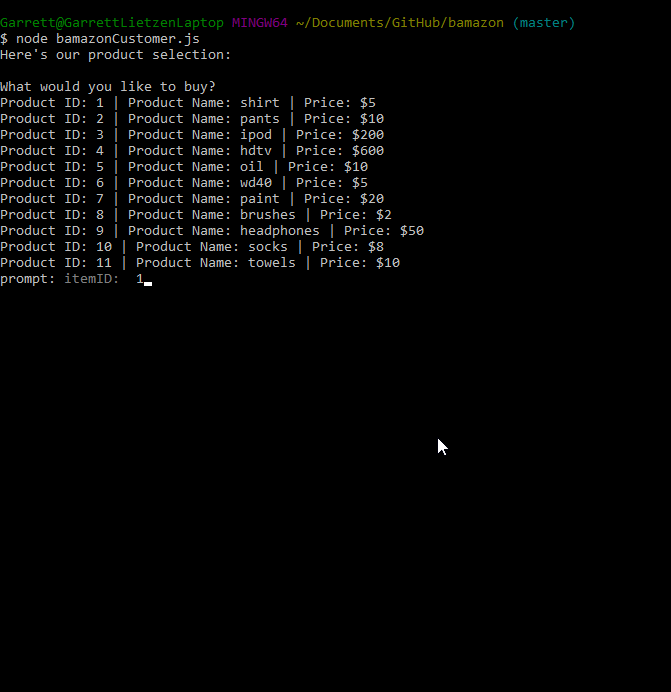 Garrett@GarrettLietzenLaptop MINGW64 ~/Documents/GitHub/bamazon (master)
$ node bamazonCustomer.js
Here's our product selection:
What would you like to buy?
Product ID: 1 | Product Name: shirt | Price: $5
Product ID: 2 | Product Name: pants | Price: $10
Product ID: 3 | Product Name: ipod | Price: $200
Product ID: 4 | Product Name: hdtv | Price: $600
Product ID: 5 | Product Name: oil | Price: $10
Product ID: 6 | Product Name: wd40 | Price: $5
Product ID: 7 | Product Name: paint | Price: $20
Product ID: 8 | Product Name: brushes | Price: $2
Product ID: 9 | Product Name: headphones | Price: $50
Product ID: 10 | Product Name: socks | Price: $8
Product ID: 11 | Product Name: towels | Price: $10
prompt: itemID:  1